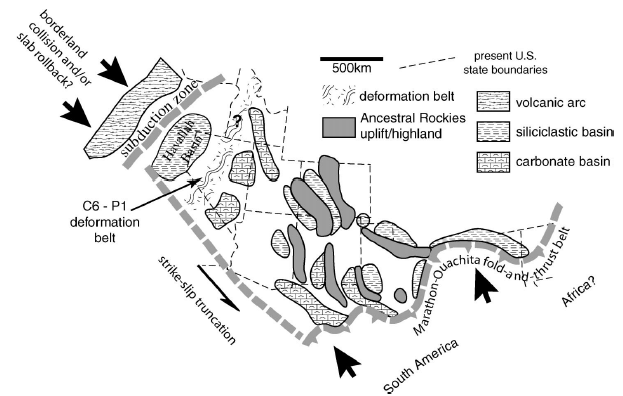 borderland
collision and/or
slab rollback?
subduction zone
Havallah
Basin
?
C6 - P1
deformation
belt
strike-slip truncation
500km
present U.S.
state boundaries
deformation belt
Ancestral Rockies
uplift/highland
volcanic arc
siliciclastic basin
carbonate basin
Marathon-Ouachita fold-and-thrust belt
South America
Africa?